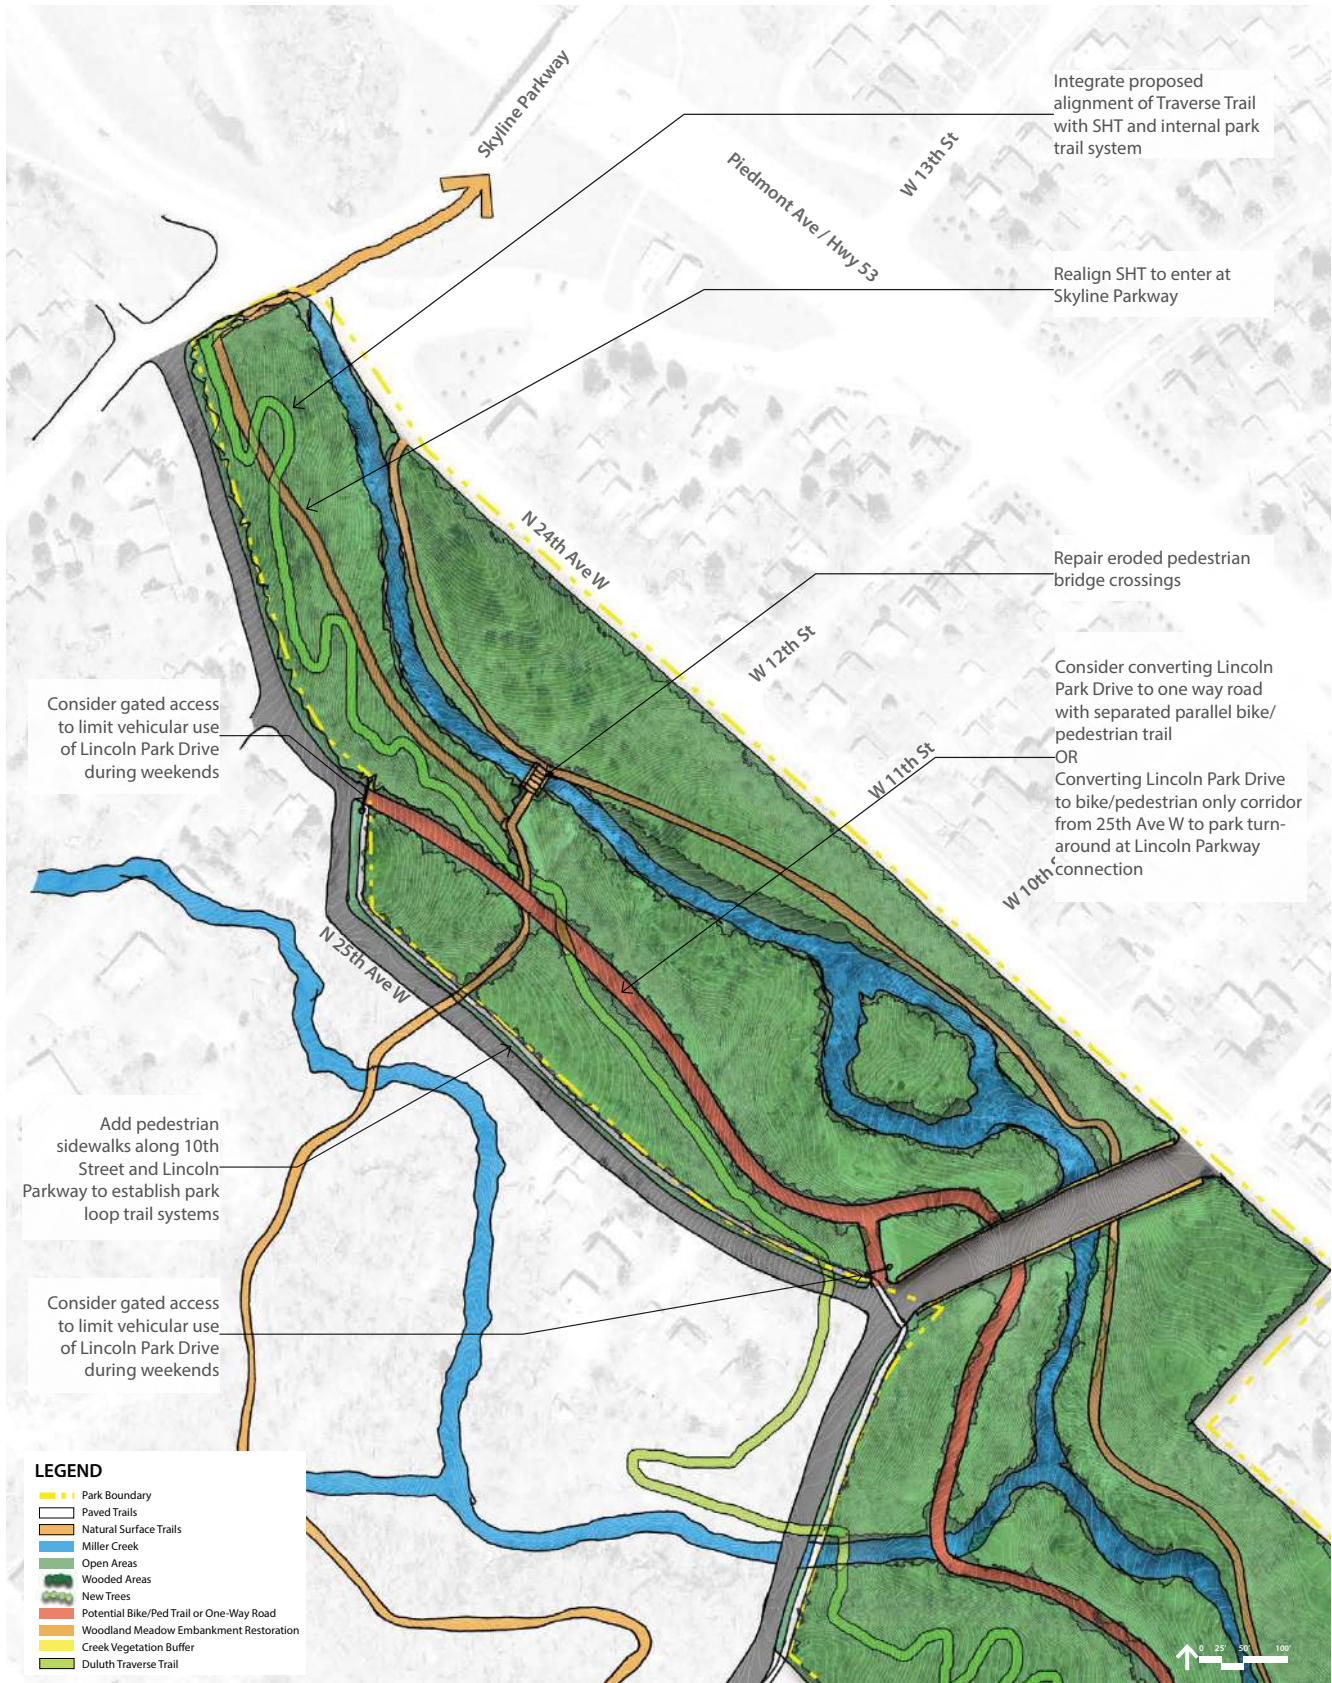 Skyline Parkway
Integrate proposed
alignment of Traverse Trail
with SHT and internal park
trail system
W 13th St
Piedmont Ave / Hwy 53
Realign SHT to enter at
Skyline Parkway
N 24th Ave W
Repair eroded pedestrian
bridge crossings
W 12th St
Consider converting Lincoln
Park Drive to one way road
with separated parallel bike/
pedestrian trail
OR
Converting Lincoln Park Drive
to bike/pedestrian only corridor
from 25th Ave W to park turn-
around at Lincoln Parkway
connection
W 11th St
W 10th S
Consider gated access
to limit vehicular use
of Lincoln Park Drive
during weekends
N 25th Ave W
Add pedestrian
sidewalks along 10th
Street and Lincoln
Parkway to establish park
loop trail systems
Consider gated access
to limit vehicular use
of Lincoln Park Drive
during weekends
LEGEND
Park Boundary
Paved Trails
Natural Surface Trails
Miller Creek
Open Areas
Wooded Areas
New Trees
Potential Bike/Ped Trail or One-Way Road
Woodland Meadow Embankment Restoration
Creek Vegetation Buffer
Duluth Traverse Trail
0 25' 50' 100'